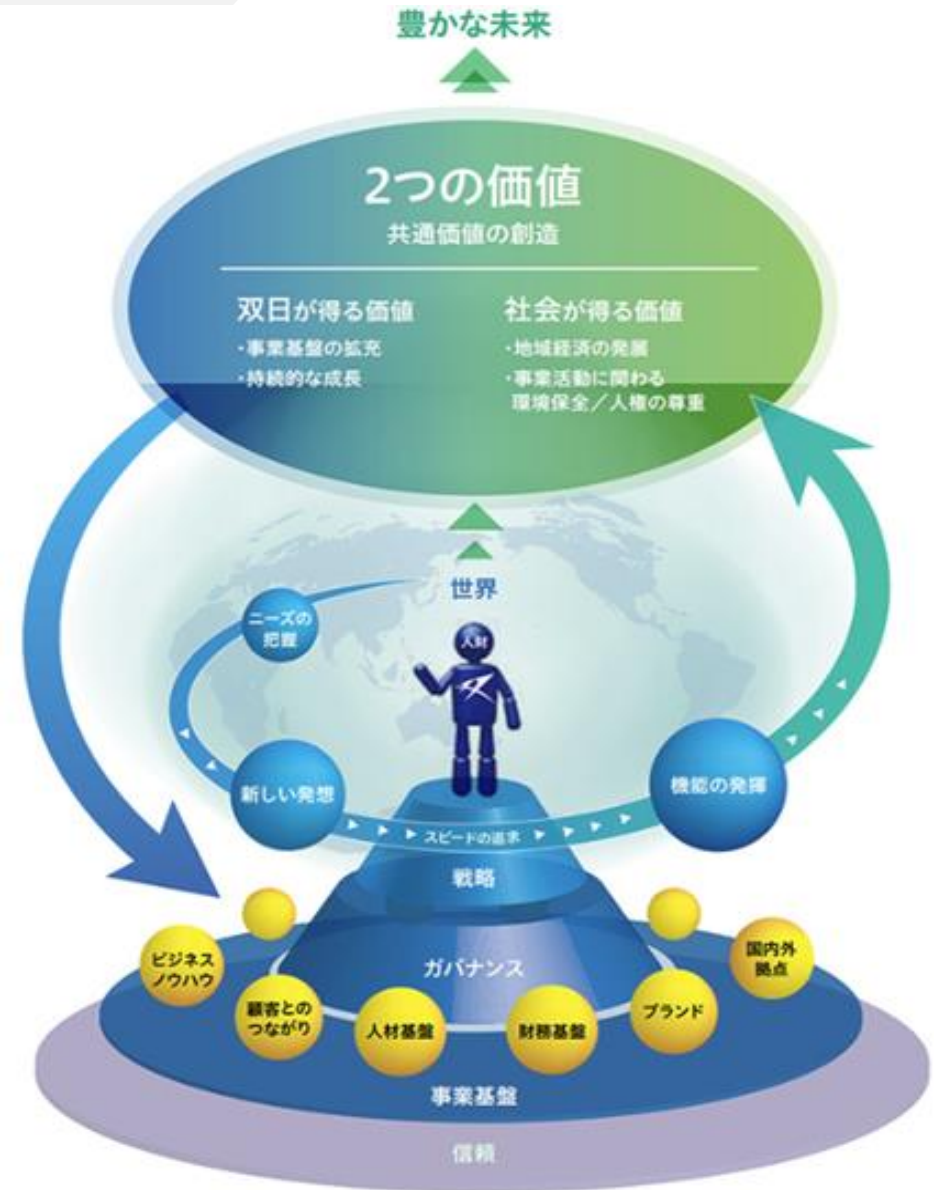 豊かな未来
2つの価値
共通価値の創造
双日が得る価値
・事業基盤の拡充
・持続的な成長
社会が得る価値
・地域経済の発展
・事業活動に関わる
環境保全／人権の尊重
世界
ニーズの
把握
人財
新しい発想
スピードの追求
機能の発揮
戦略
ガバナンス
ビジネス
ノウハウ
顧客との
つながり
人材基盤
財務基盤
ブランド
国内外
拠点
事業基盤
信頼